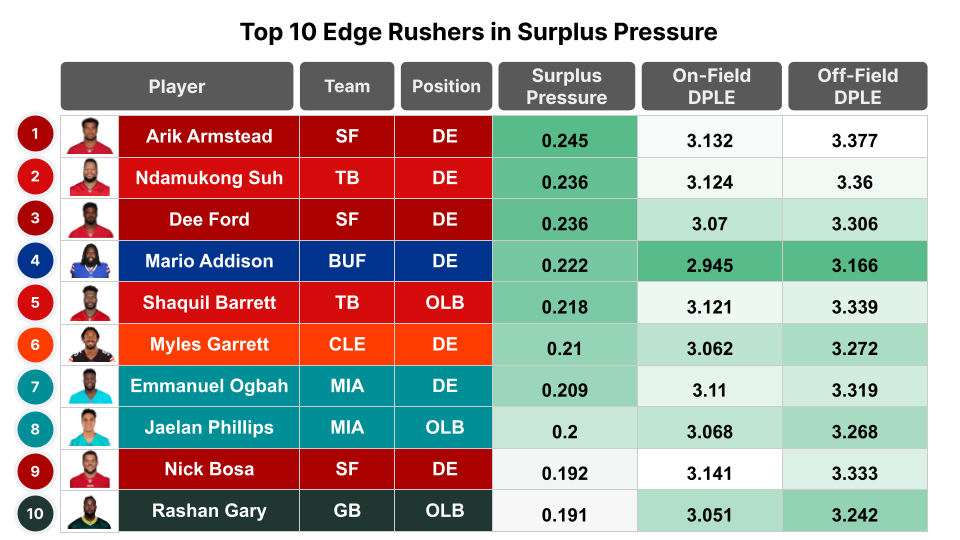 Top 10 Edge Rushers in Surplus Pressure
Player Team Position Surplus Pressure On-Field DPLE Off-Field DPLE
1 Arik Armstead SF DE 0.245 3.132 3.377
2 Ndamukong Suh TB DE 0.236 3.124 3.36
3 Dee Ford SF DE 0.236 3.07 3.306
4 Mario Addison BUF DE 0.222 2.945 3.166
5 Shaquil Barrett TB OLB 0.218 3.121 3.339
6 Myles Garrett CLE DE 0.21 3.062 3.272
7 Emmanuel Ogbah MIA DE 0.209 3.11 3.319
8 Jaelan Phillips MIA OLB 0.2 3.068 3.268
9 Nick Bosa SF DE 0.192 3.141 3.333
10 Rashan Gary GB OLB 0.191 3.051 3.242